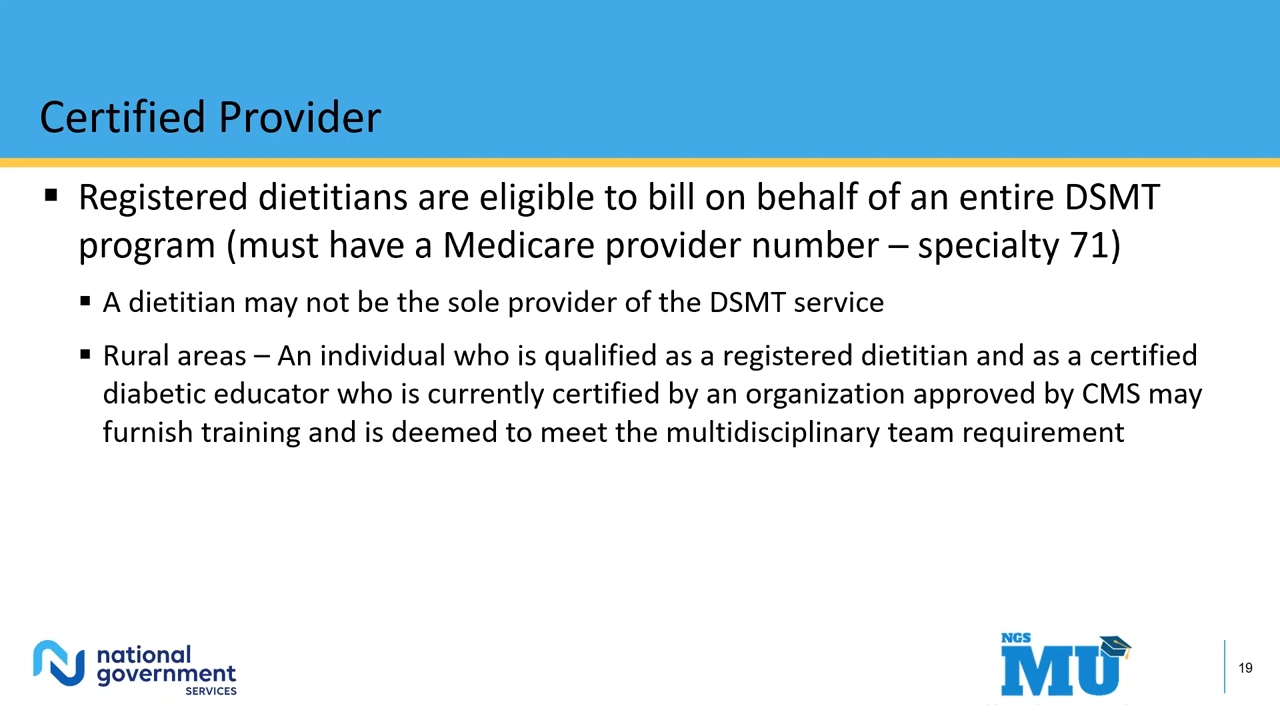 Certified Provider
▪ Registered dietitians are eligible to bill on behalf of an entire DSMT
program (must have a Medicare provider number – specialty 71)
▪ A dietitian may not be the sole provider of the DSMT service
▪ Rural areas – An individual who is qualified as a registered dietitian and as a certified
diabetic educator who is currently certified by an organization approved by CMS may
furnish training and is deemed to meet the multidisciplinary team requirement
national
government
SERVICES
NGS
MU
19